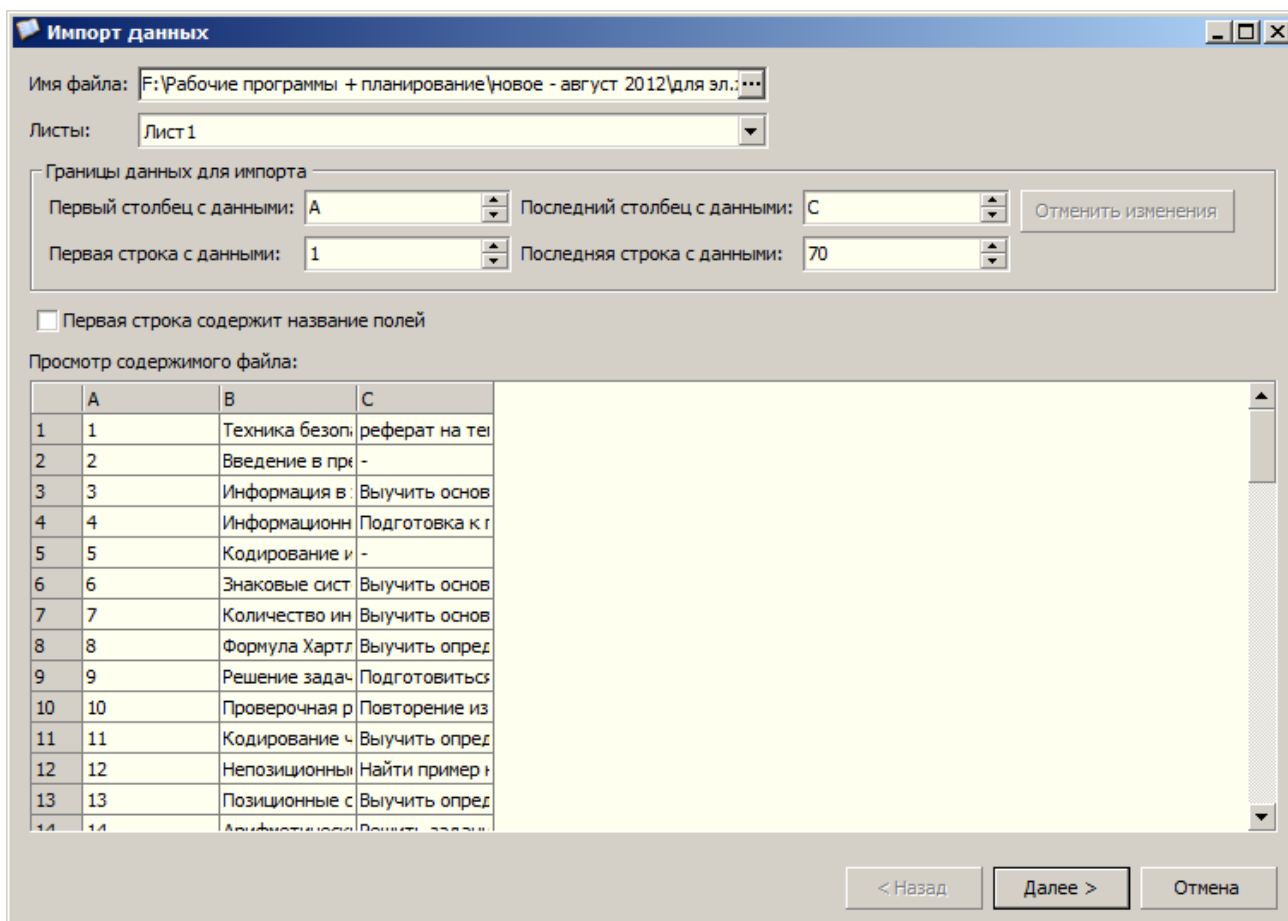 Импорт данных
Имя файла: F:\Рабочие программы + планирование\новое - август 2012\для эл. ...
Листы: Лист1
Границы данных для импорта
Первый столбец с данными: A Последний столбец с данными: C Отменить изменения
Первая строка с данными: 1 Последняя строка с данными: 70
Первая строка содержит название полей
Просмотр содержимого файла:
A B C
1 1 Техника безоп реферат на те
2 2 Введение в пре -
3 3 Информация в Выучить основ
4 4 Информационн Подготовка к
5 5 Кодирование и -
6 6 Знаковые сист Выучить основ
7 7 Количество ин Выучить основ
8 8 Формула Хартл Выучить опред
9 9 Решение задач Подготовиться
10 10 Проверочная р Повторение из
11 11 Кодирование ч Выучить опред
12 12 Непозиционны Найти пример
13 13 Позиционные с Выучить опред
14 14 Арифметически Решить
< Назад Далее > Отмена